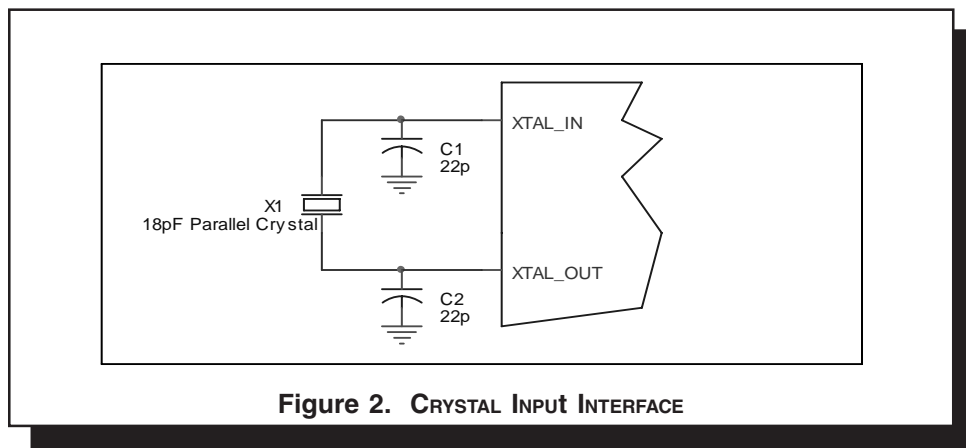 XTAL_IN
C1
22p
X1
18pF Parallel Crystal
XTAL_OUT
C2
22p
Figure 2. CRYSTAL INPUt INTERFACE